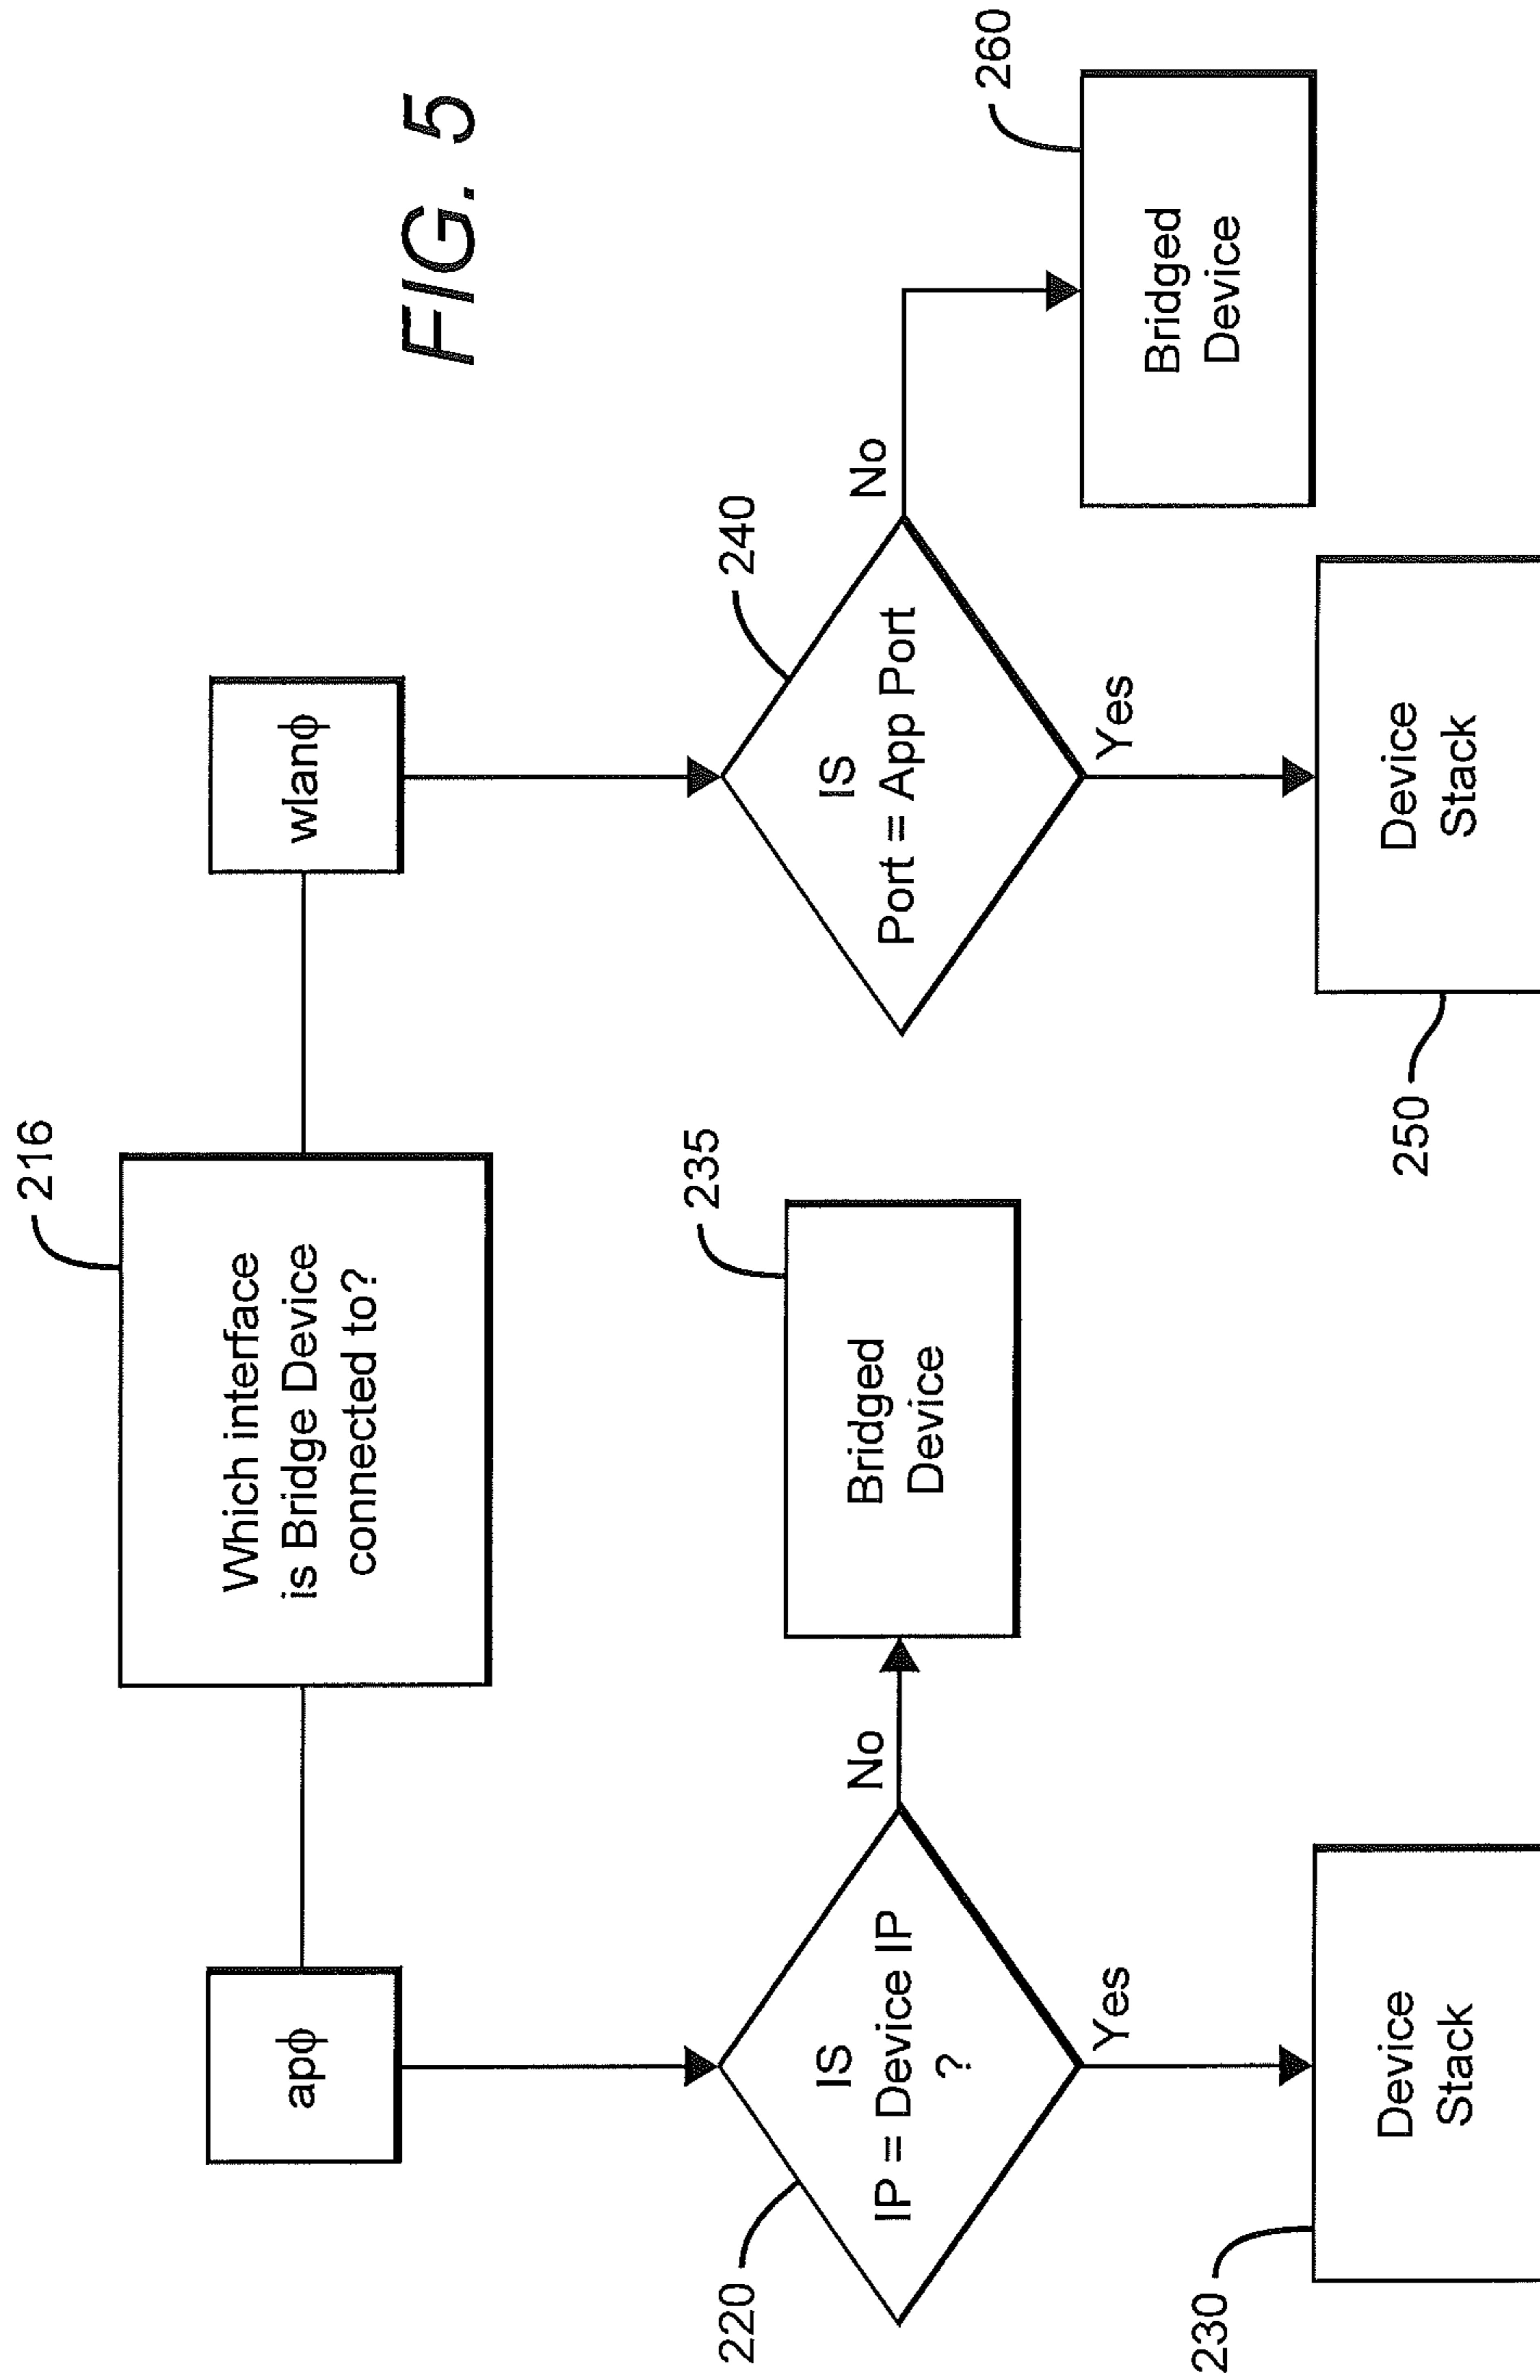 FIG. 5
216
Which interface
is Bridge Device
connected to?
apϕ
wlanϕ
220
IS
IP = Device IP
?
No
235
Bridged
Device
Yes
230
Device
Stack
240
IS
Port = App Port
No
260
Bridged
Device
Yes
250
Device
Stack